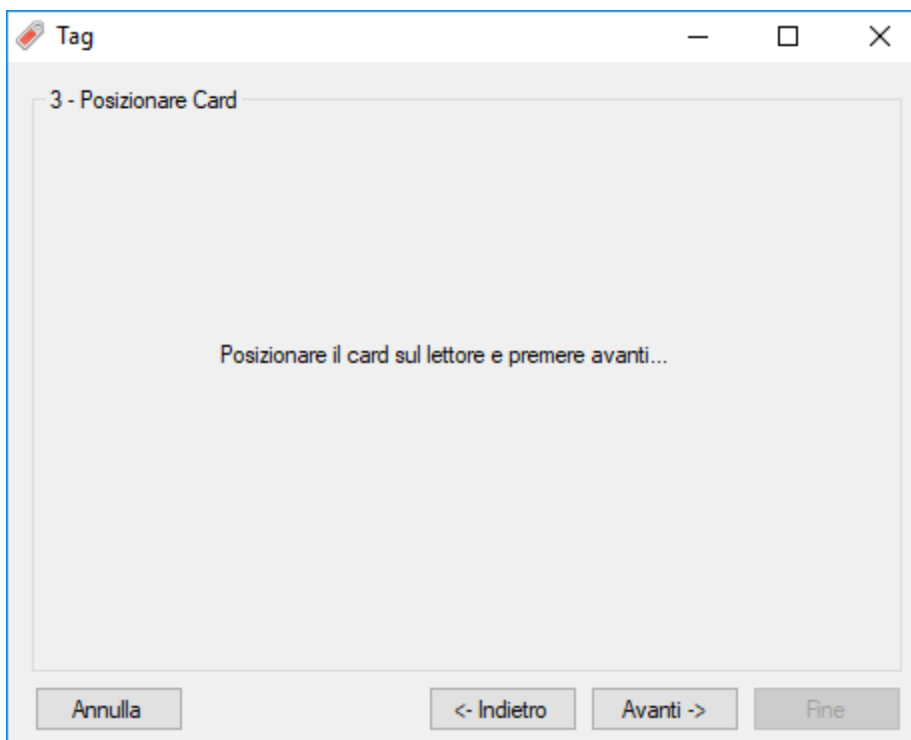 Tag
3 - Posizionare Card
Posizionare il card sul lettore e premere avanti...
Annulla
<- Indietro
Avanti ->
Fine